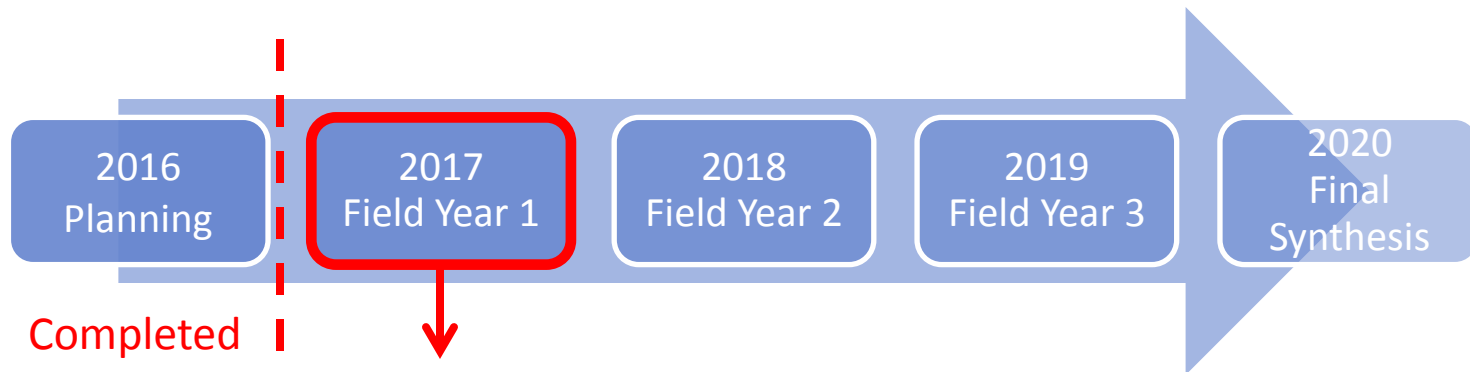 2016
Planning
2017
Field Year 1
2018
Field Year 2
2019
Field Year 3
2020
Final
Synthesis
Completed